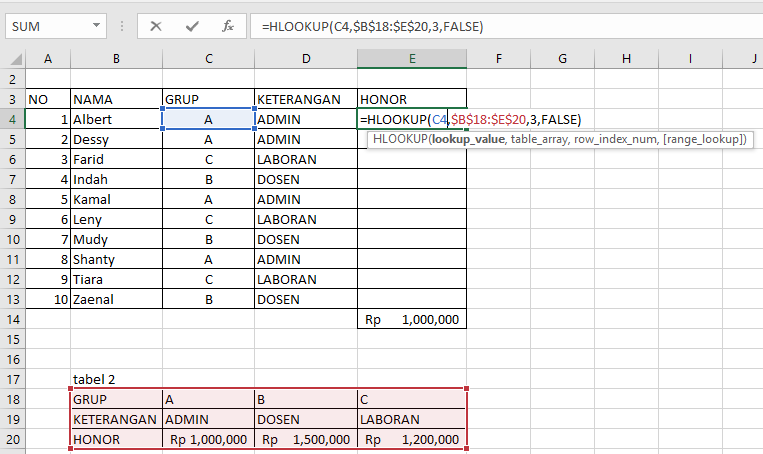 SUM =HLOOKUP(C4,$B$18:$E$20,3,FALSE)
A B C D E F G H I J
2
3 NO NAMA GRUP KETERANGAN HONOR
4 1 Albert A ADMIN =HLOOKUP(C4,$B$18:$E$20,3,FALSE)
5 2 Dessy A ADMIN HLOOKUP(lookup_value, table_array, row_index_num, [range_lookup])
6 3 Farid C LABORAN
7 4 Indah B DOSEN
8 5 Kamal A ADMIN
9 6 Leny C LABORAN
10 7 Mudy B DOSEN
11 8 Shanty A ADMIN
12 9 Tiara C LABORAN
13 10 Zaenal B DOSEN
14 Rp 1,000,000
15
16
17 tabel 2
18 GRUP A B C
19 KETERANGAN ADMIN DOSEN LABORAN
20 HONOR Rp 1,000,000 Rp 1,500,000 Rp 1,200,000